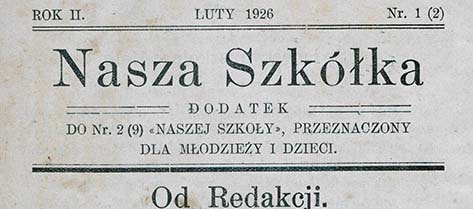 ROK II. LUTY 1926 Nr. 1 (2)
Nasza Szkółka
DODATEK
DO Nr. 2 (9) «NASZEJ SZKOŁY», PRZEZNACZONY
DLA MŁODZIEŻY I DZIECI.
Od Redakcji.